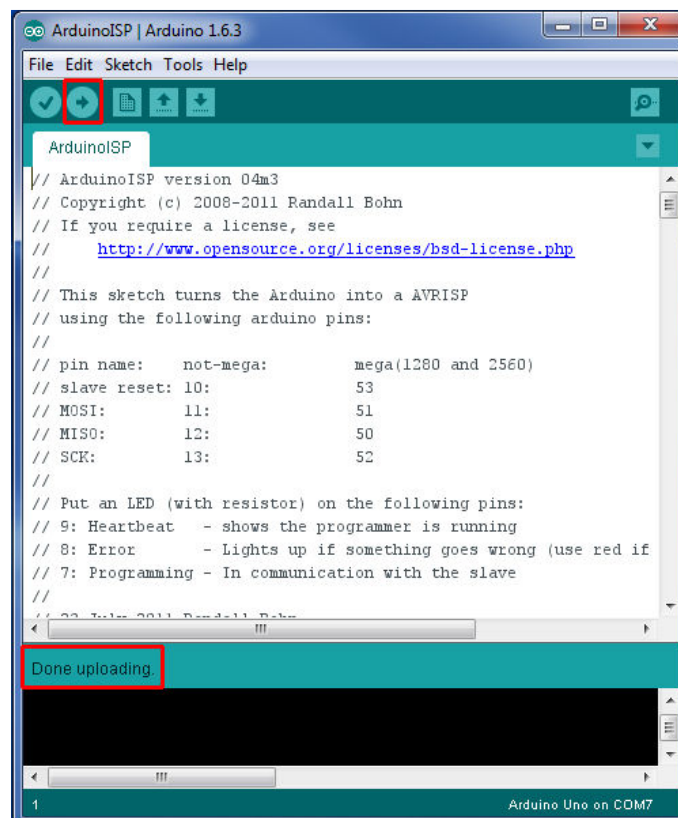 ArduinoISP | Arduino 1.6.3
File Edit Sketch Tools Help
ArduinoISP
// ArduinoISP version 04m3
// Copyright (c) 2008-2011 Randall Bohn
// If you require a license, see
//     http://www.opensource.org/licenses/bsd-license.php
//
// This sketch turns the Arduino into a AVRISP
// using the following arduino pins:
//
// pin name:    not-mega:         mega(1280 and 2560)
// slave reset: 10:               53
// MOSI:        11:               51
// MISO:        12:               50
// SCK:         13:               52
//
// Put an LED (with resistor) on the following pins:
// 9: Heartbeat   - shows the programmer is running
// 8: Error       - Lights up if something goes wrong (use red if
// 7: Programming - In communication with the slave
//
// 23 July 2011 Randall Bohn
Done uploading.
1
Arduino Uno on COM7